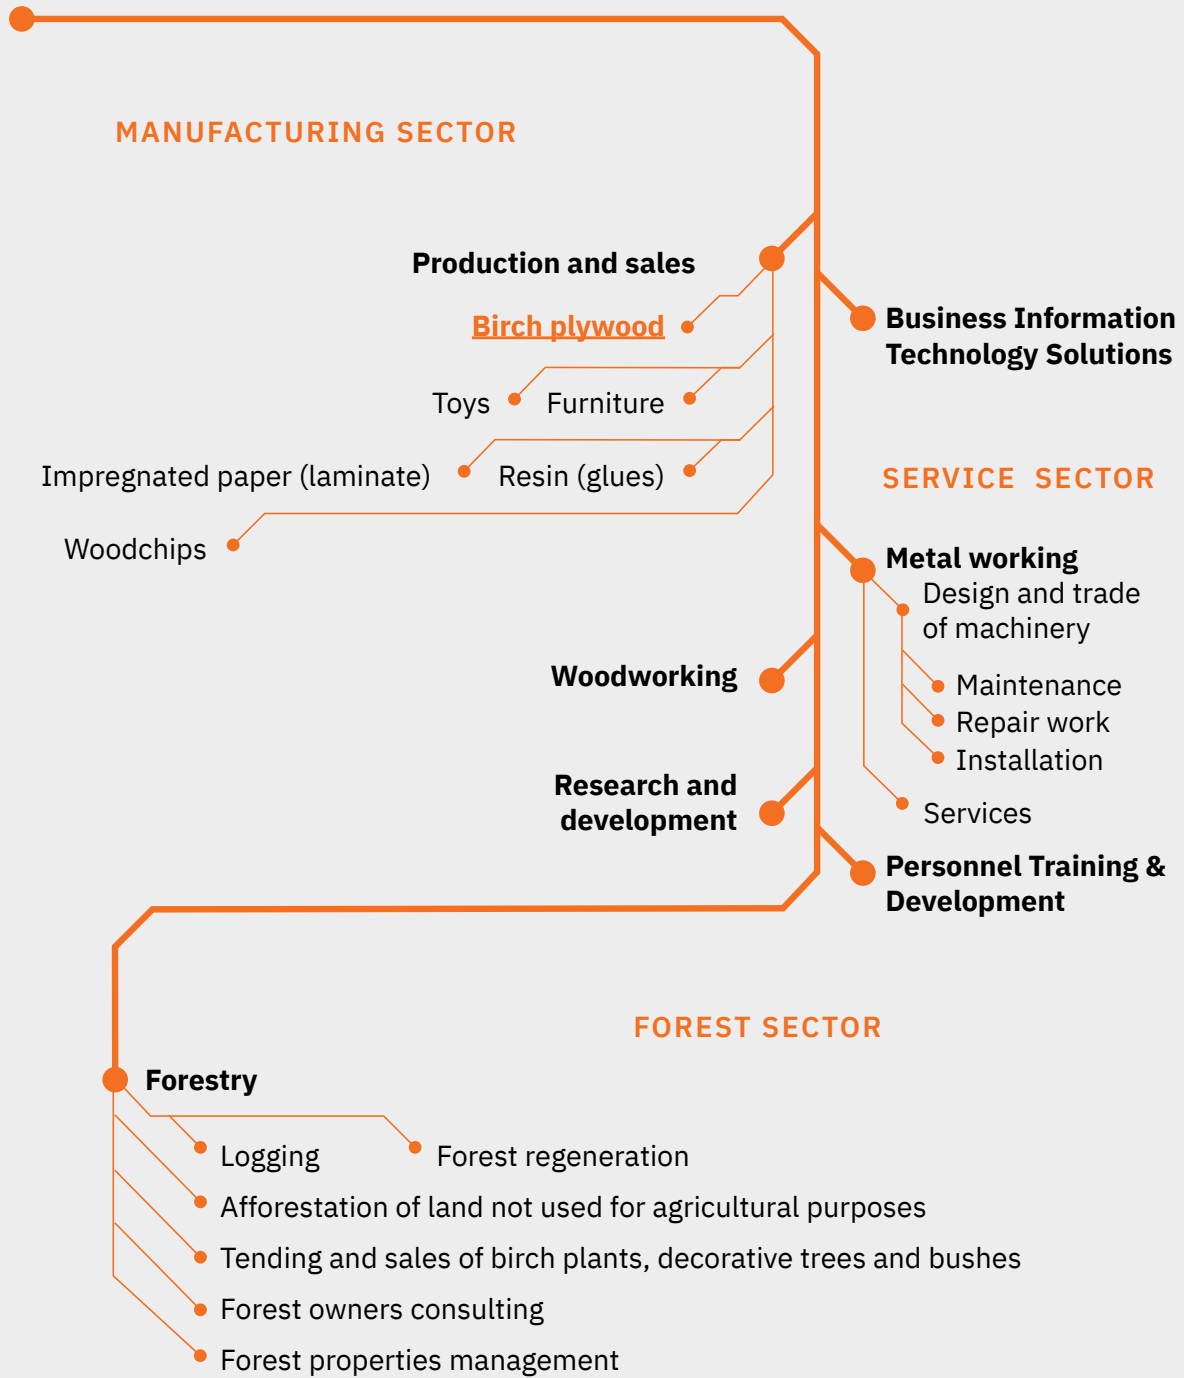 MANUFACTURING SECTOR
Production and sales
Birch plywood
Toys
Furniture
Impregnated paper (laminate)
Resin (glues)
Woodchips
Woodworking
Research and
development
Business Information
Technology Solutions
SERVICE SECTOR
Metal working
Design and trade
of machinery
Maintenance
Repair work
Installation
Services
Personnel Training &
Development
FOREST SECTOR
Forestry
Logging
Forest regeneration
Afforestation of land not used for agricultural purposes
Tending and sales of birch plants, decorative trees and bushes
Forest owners consulting
Forest properties management